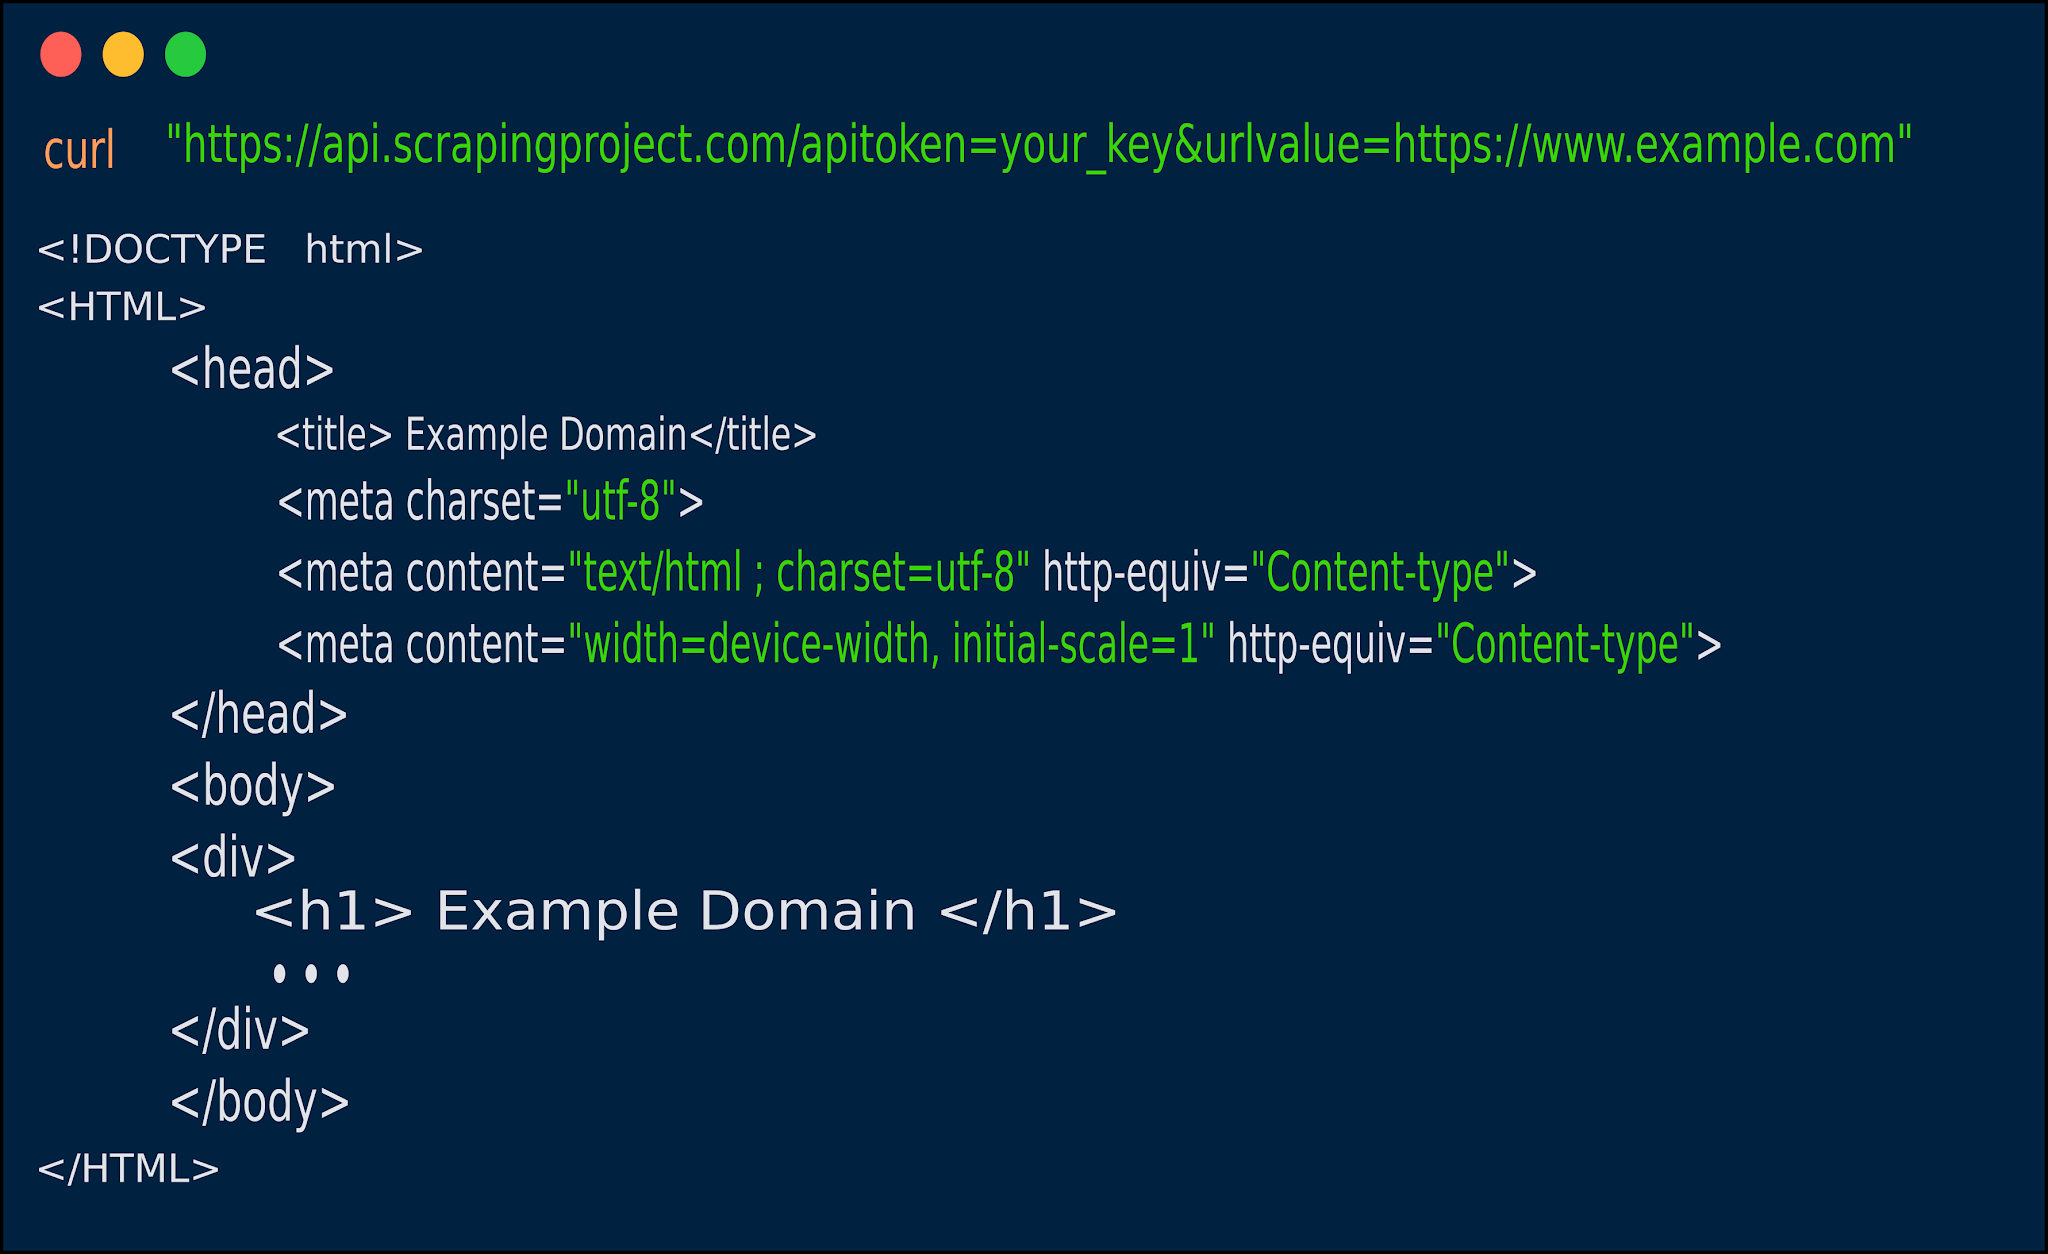 curl "https://api.scrapingproject.com/apitoken=your_key&urlvalue=https://www.example.com"
<!DOCTYPE html>
<HTML>
<head>
<title> Example Domain</title>
<meta charset="utf-8">
<meta content="text/html ; charset=utf-8" http-equiv="Content-type">
<meta content="width=device-width, initial-scale=1" http-equiv="Content-type">
</head>
<body>
<div>
<h1> Example Domain </h1>
•••
</div>
</body>
</HTML>